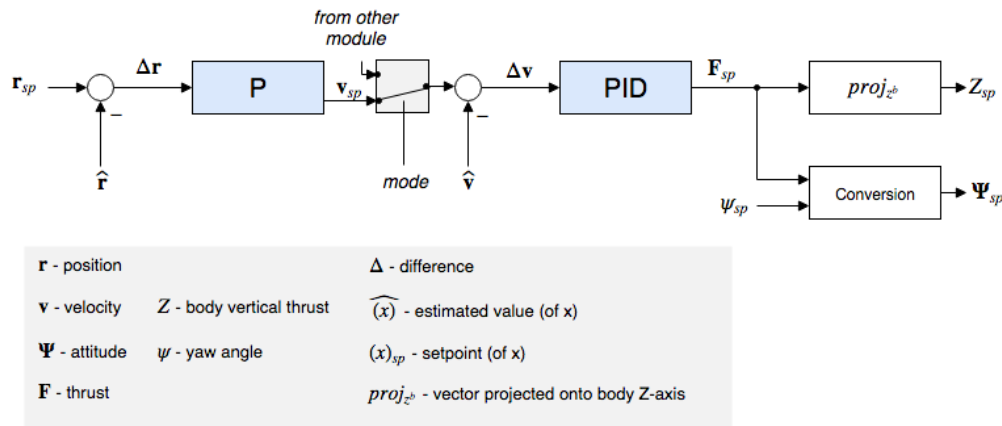 from other
module
𝐫_sp
Δ𝐫
P
𝐯_sp
Δ𝐯
PID
𝐅_sp
proj_z^b
Z_sp
−
−
𝐫̂
mode
𝐯̂
ψ_sp
Conversion
𝚿_sp
𝐫 - position
Δ - difference
𝐯 - velocity Z - body vertical thrust (x)̂ - estimated value (of x)
𝚿 - attitude ψ - yaw angle (x)_sp - setpoint (of x)
𝐅 - thrust proj_z^b - vector projected onto body Z-axis